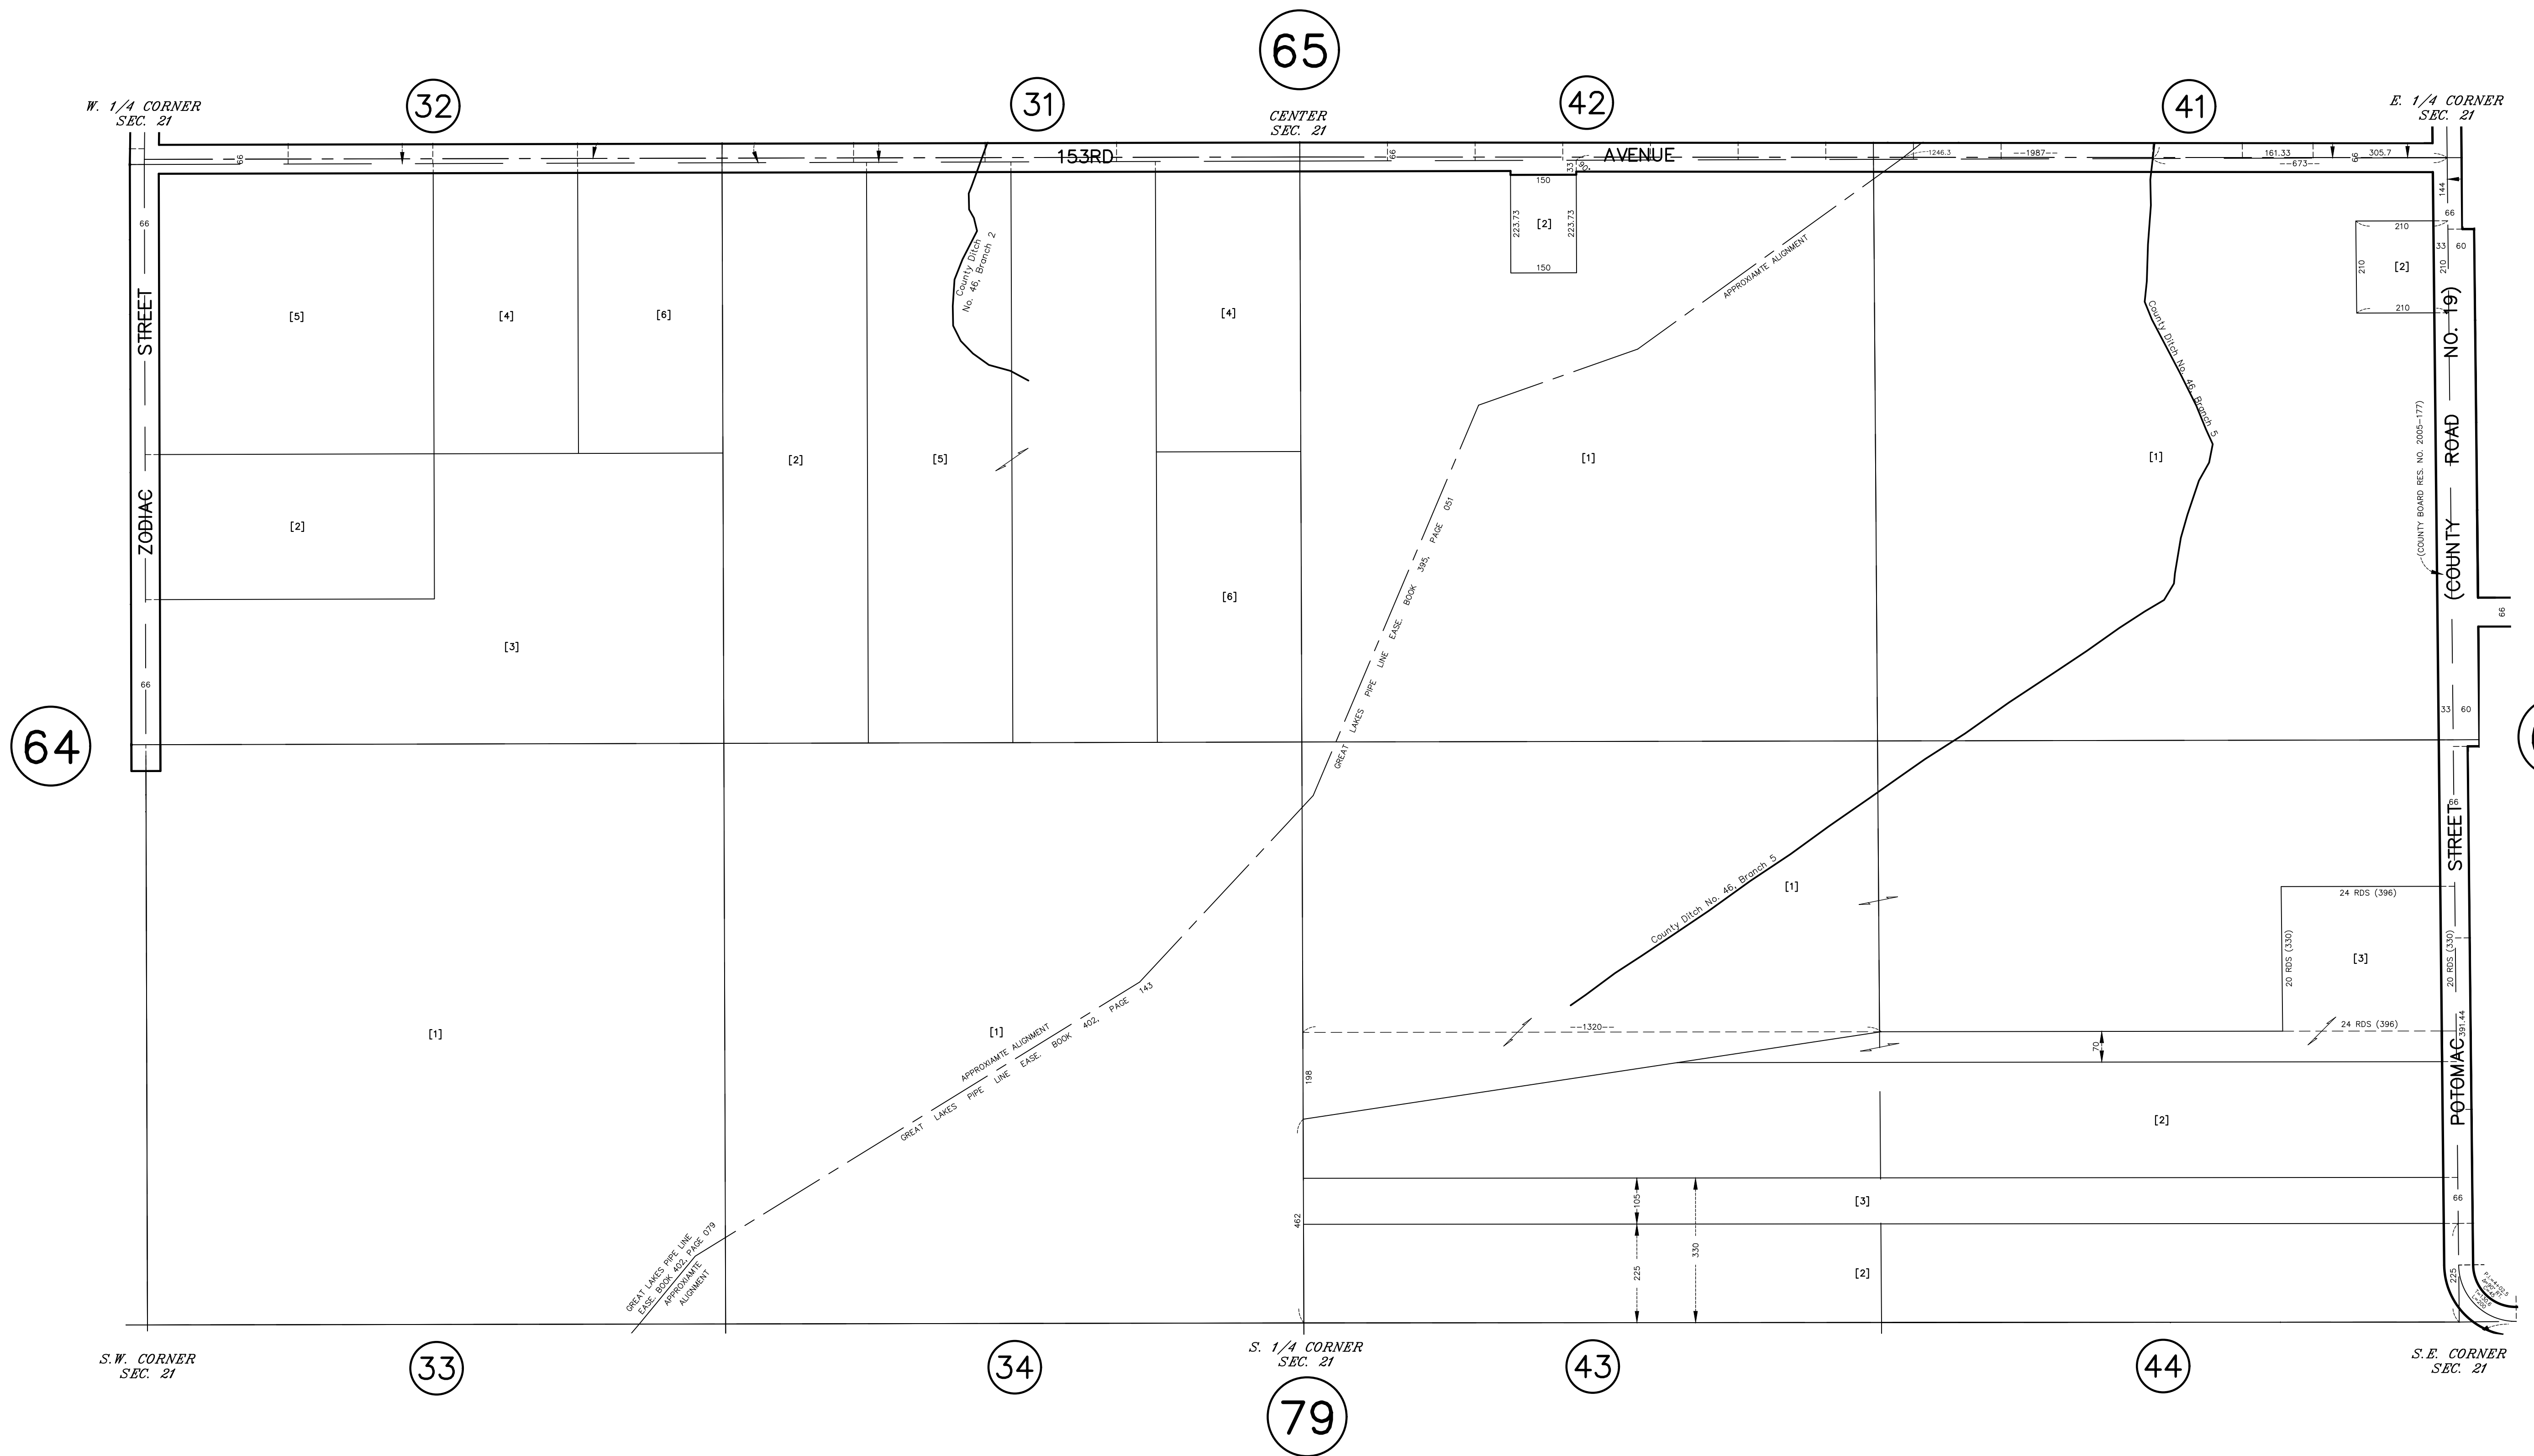 65
32
31
42
41
W. 1/4 CORNER
SEC. 21
CENTER
SEC. 21
E. 1/4 CORNER
SEC. 21
66
153RD
66
AVENUE
33
90°
1246.3
--1987--
161.33
--673--
66
305.7
66
STREET
ZODIAC
66
[5]
[4]
[6]
County Ditch
No. 46, Branch 2
[4]
150
223.73
[2]
223.73
150
APPROXIAMTE ALIGNMENT
144
66
210
33
60
210
[2]
210
210
[2]
[5]
[1]
County Ditch No. 46, Branch 5
[1]
(COUNTY BOARD RES. NO. 2005-177)
(COUNTY ROAD NO. 19)
[2]
[3]
[6]
GREAT LAKES PIPE LINE EASE. BOOK 395, PAGE 051
66
33
60
64
66
POTOMAC STREET
County Ditch No. 46, Branch 5
[1]
24 RDS (396)
20 RDS (330)
[3]
20 RDS (330)
24 RDS (396)
391.44
[1]
[1]
APPROXIAMTE ALIGNMENT
GREAT LAKES PIPE LINE EASE. BOOK 402, PAGE 143
--1320--
70
198
[2]
66
105
[3]
462
330
225
[2]
225
GREAT LAKES PIPE LINE
EASE. BOOK 402, PAGE 079
APPROXIAMTE
ALIGNMENT
S.W. CORNER
SEC. 21
33
34
S. 1/4 CORNER
SEC. 21
43
44
S.E. CORNER
SEC. 21
79